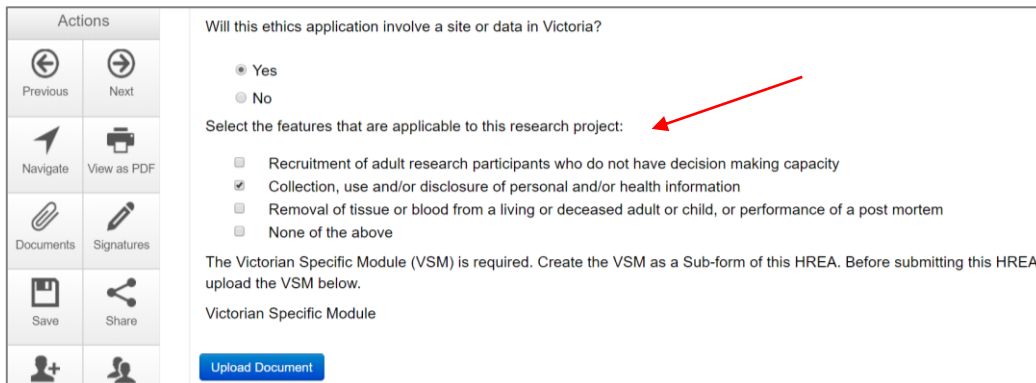 Actions
Previous
Next
Navigate
View as PDF
Documents
Signatures
Save
Share
Will this ethics application involve a site or data in Victoria?
Yes
No
Select the features that are applicable to this research project:
Recruitment of adult research participants who do not have decision making capacity
Collection, use and/or disclosure of personal and/or health information
Removal of tissue or blood from a living or deceased adult or child, or performance of a post mortem
None of the above
The Victorian Specific Module (VSM) is required. Create the VSM as a Sub-form of this HREA. Before submitting this HREA
upload the VSM below.
Victorian Specific Module
Upload Document